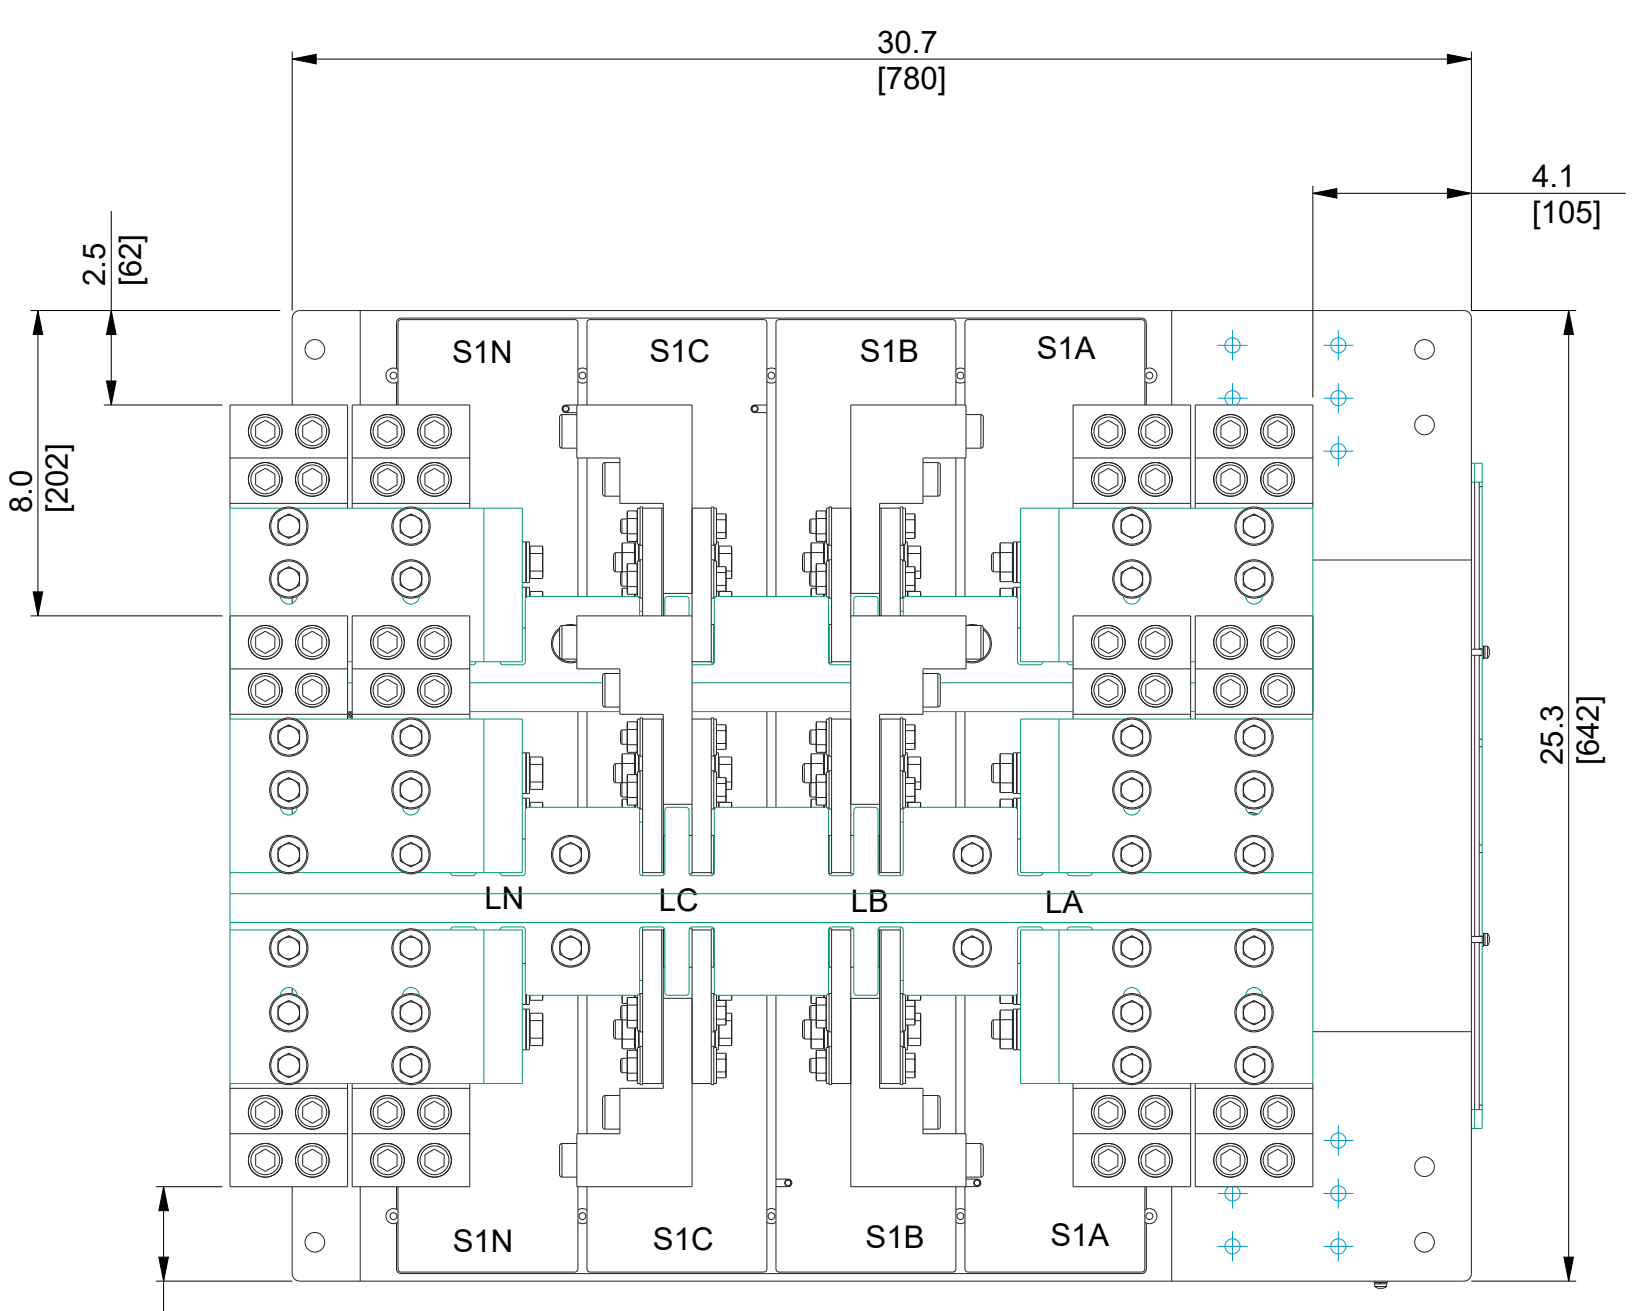 30.7
[780]
4.1
[105]
2.5
[62]
8.0
[202]
S1N
S1C
S1B
S1A
25.3
[642]
LN
LC
LB
LA
S1N
S1C
S1B
S1A